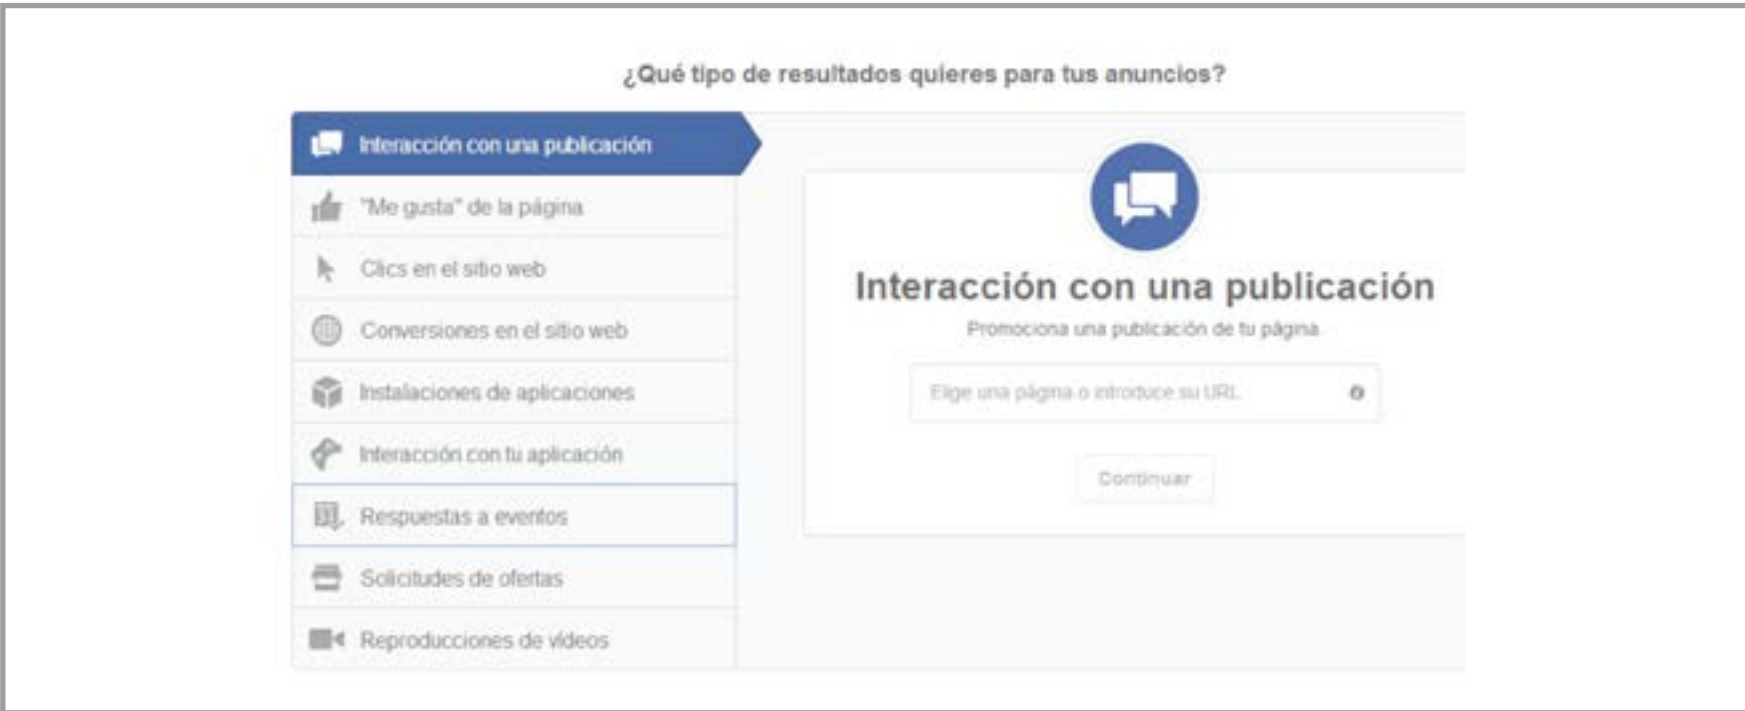 ¿Qué tipo de resultados quieres para tus anuncios?
Interacción con una publicación
"Me gusta" de la página
Clics en el sitio web
Conversiones en el sitio web
Instalaciones de aplicaciones
Interacción con tu aplicación
Respuestas a eventos
Solicitudes de ofertas
Reproducciones de vídeos
Interacción con una publicación
Promociona una publicación de tu página.
Elige una página o introduce su URL.
Continuar